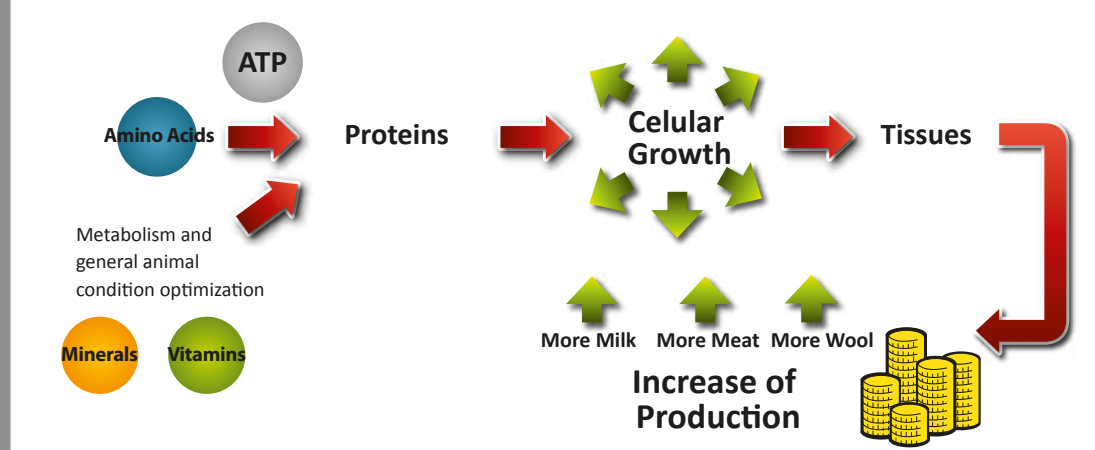 ATP
Amino Acids
Proteins
Celular
Growth
Tissues
Metabolism and
general animal
condition optimization
Minerals
Vitamins
More Milk
More Meat
More Wool
Increase of
Production